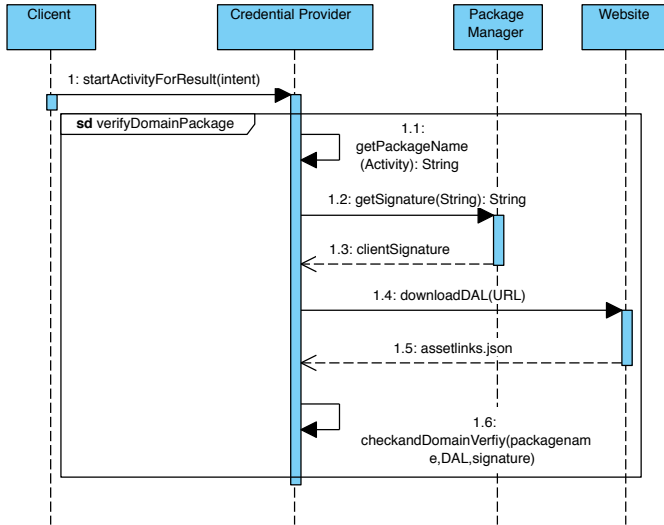 Clicent
Credential Provider
Package
Manager
Website
1: startActivityForResult(intent)
sd verifyDomainPackage
1.1:
getPackageName
(Activity): String
1.2: getSignature(String): String
1.3: clientSignature
1.4: downloadDAL(URL)
1.5: assetlinks.json
1.6:
checkandDomainVerfiy(packagenam
e,DAL,signature)